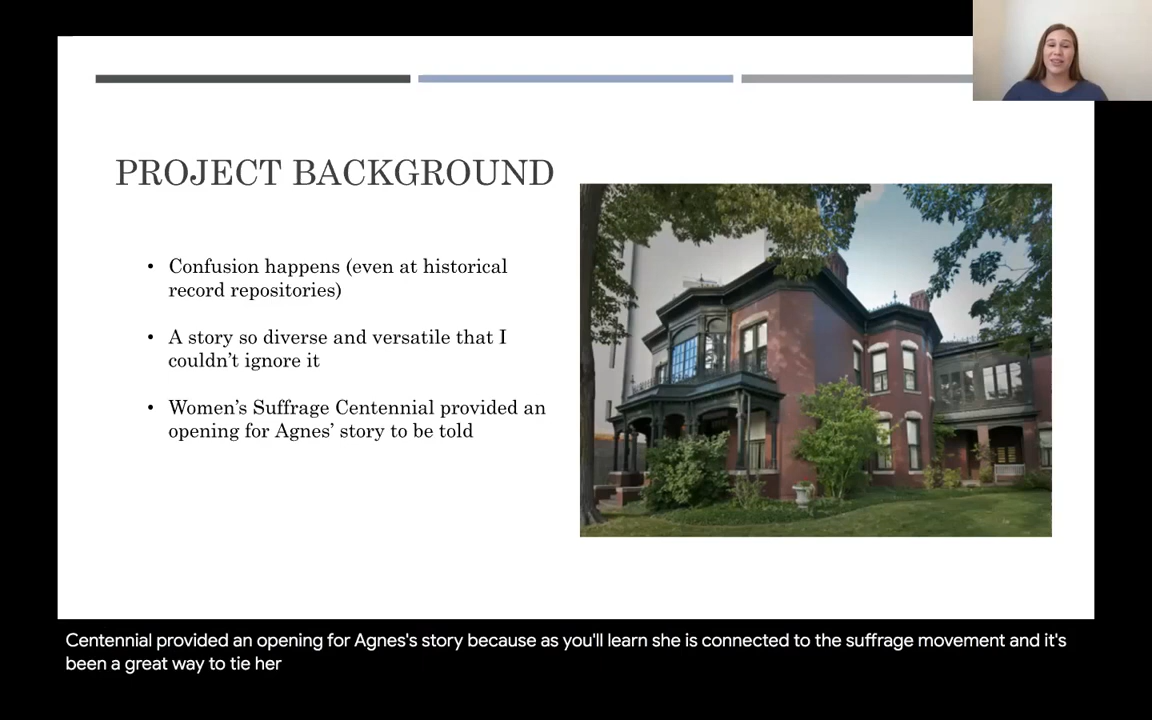 PROJECT BACKGROUND
• Confusion happens (even at historical
record repositories)
• A story so diverse and versatile that I
couldn’t ignore it
• Women’s Suffrage Centennial provided an
opening for Agnes’ story to be told
Centennial provided an opening for Agnes's story because as you'll learn she is connected to the suffrage movement and it's
been a great way to tie her